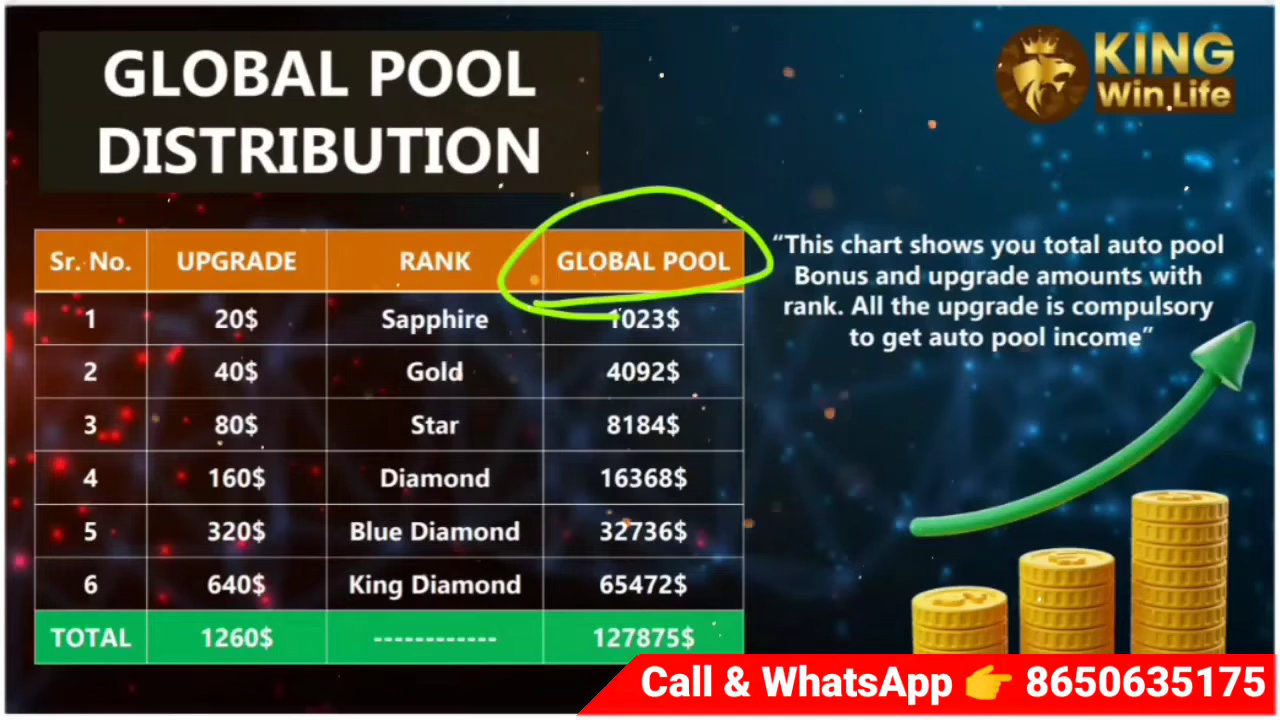 GLOBAL POOL
DISTRIBUTION
KING
Win Life
Sr. No. UPGRADE RANK GLOBAL POOL
1 20$ Sapphire 1023$
2 40$ Gold 4092$
3 80$ Star 8184$
4 160$ Diamond 16368$
5 320$ Blue Diamond 32736$
6 640$ King Diamond 65472$
TOTAL 1260$ ------------ 127875$
“This chart shows you total auto pool
Bonus and upgrade amounts with
rank. All the upgrade is compulsory
to get auto pool income”
Call & WhatsApp 👉 8650635175